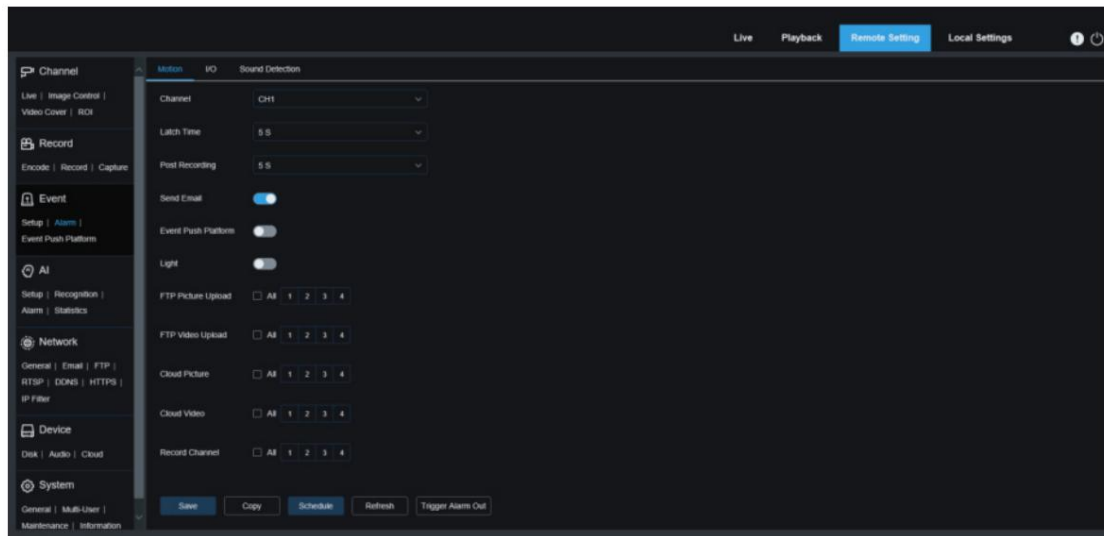 Live Playback Remote Setting Local Settings
Channel
Live | Image Control |
Video Cover | ROI
Record
Encode | Record | Capture
Event
Setup | Alarm |
Event Push Platform
AI
Setup | Recognition |
Alarm | Statistics
Network
General | Email | FTP |
RTSP | DDNS | HTTPS |
IP Filter
Device
Disk | Audio | Cloud
System
General | Multi-User |
Maintenance | Information
Motion I/O Sound Detection
Channel CH1
Latch Time 5 S
Post Recording 5 S
Send Email
Event Push Platform
Light
FTP Picture Upload All 1 2 3 4
FTP Video Upload All 1 2 3 4
Cloud Picture All 1 2 3 4
Cloud Video All 1 2 3 4
Record Channel All 1 2 3 4
Save Copy Schedule Refresh Trigger Alarm Out